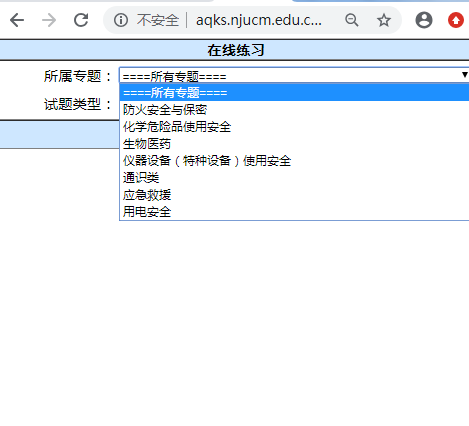 不安全 aqks.njucm.edu.c...
在线练习
所属专题： ====所有专题====
====所有专题====
试题类型：
防火安全与保密
化学危险品使用安全
生物医药
仪器设备（特种设备）使用安全
通识类
应急救援
用电安全